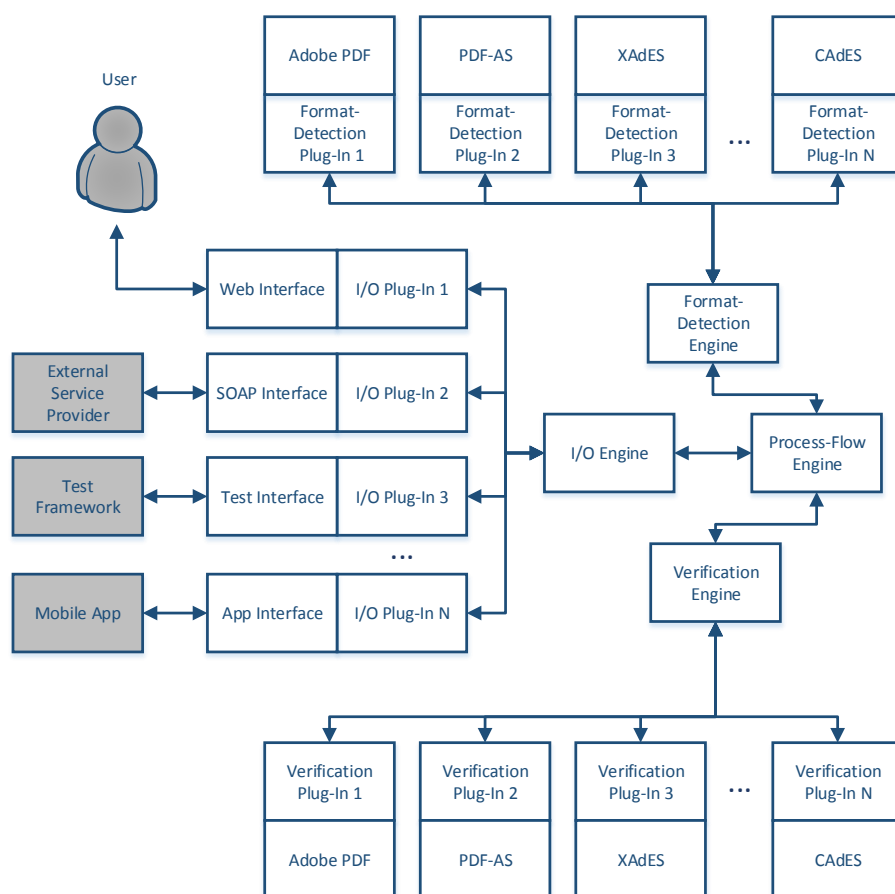 Adobe PDF
PDF-AS
XAdES
CAdES
User
Format-
Detection
Plug-In 1
Format-
Detection
Plug-In 2
Format-
Detection
Plug-In 3
...
Format-
Detection
Plug-In N
Web Interface
I/O Plug-In 1
Format-
Detection
Engine
External
Service
Provider
SOAP Interface
I/O Plug-In 2
I/O Engine
Process-Flow
Engine
Test
Framework
Test Interface
I/O Plug-In 3
...
Verification
Engine
Mobile App
App Interface
I/O Plug-In N
Verification
Plug-In 1
Verification
Plug-In 2
Verification
Plug-In 3
...
Verification
Plug-In N
Adobe PDF
PDF-AS
XAdES
CAdES